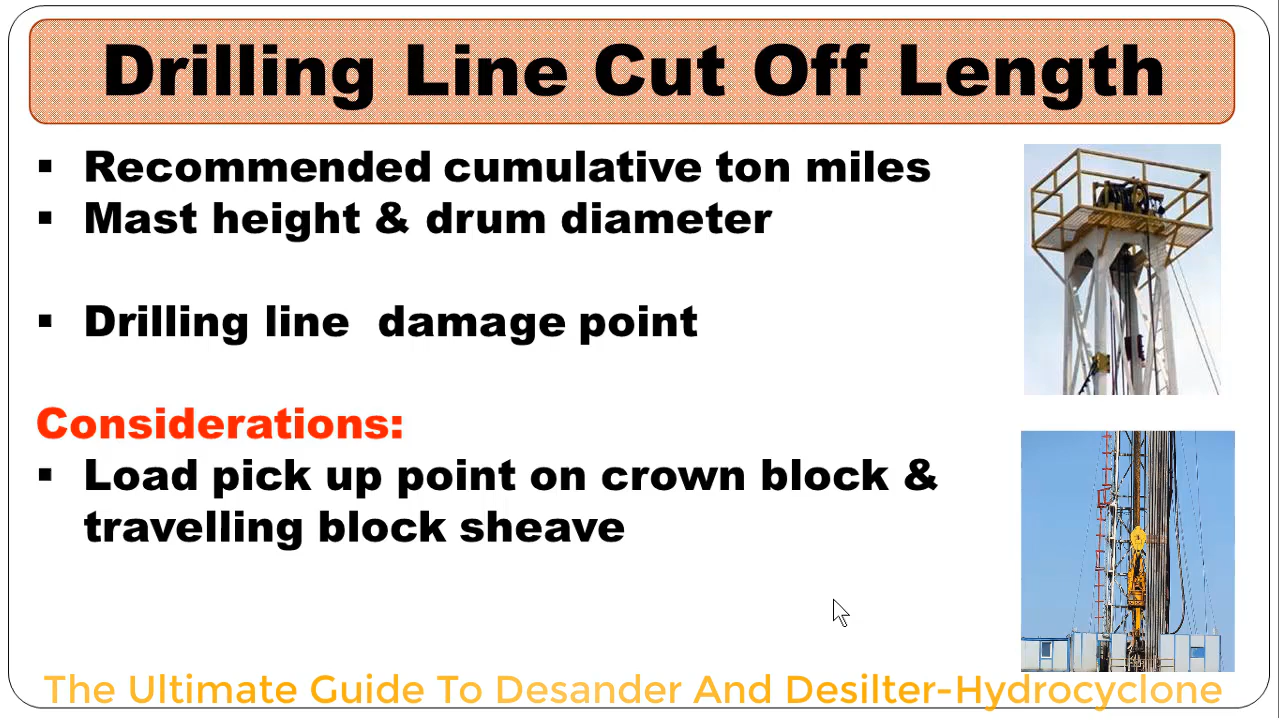 Drilling Line Cut Off Length
▪ Recommended cumulative ton miles
▪ Mast height & drum diameter
▪ Drilling line damage point
Considerations:
▪ Load pick up point on crown block &
travelling block sheave
The Ultimate Guide To Desander And Desilter-Hydrocyclone